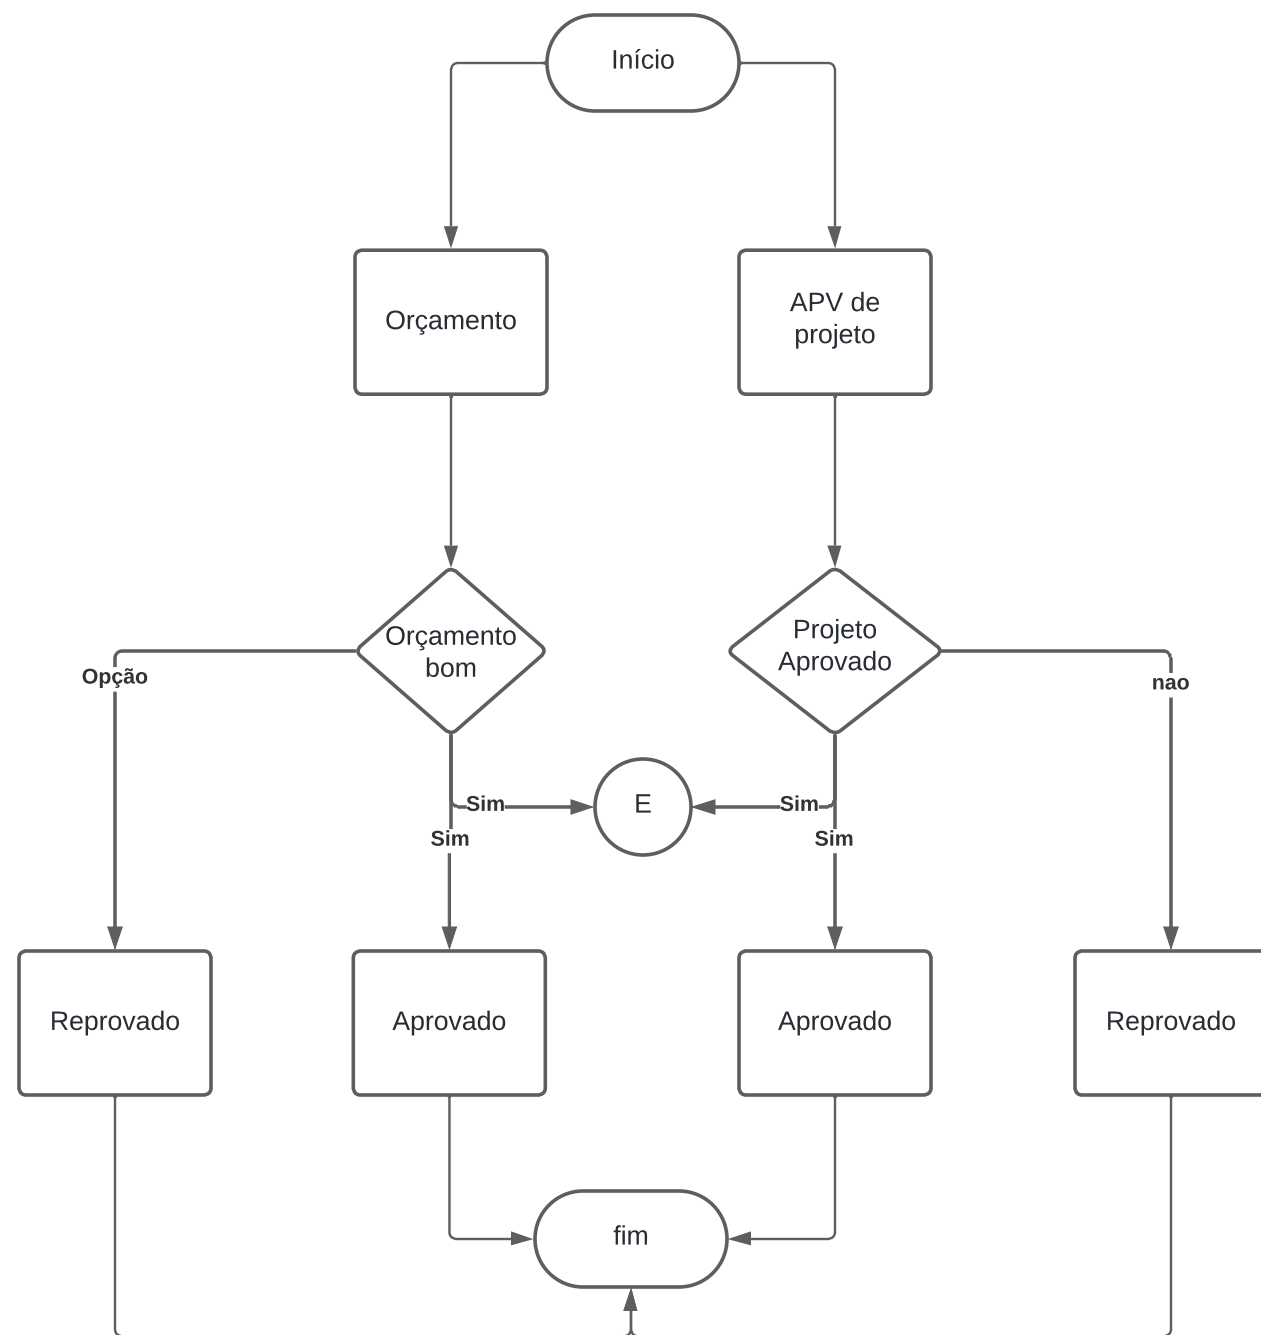 Início
Orçamento
APV de
projeto
Orçamento
bom
Projeto
Aprovado
Opção
nao
Sim
E
Sim
Sim
Sim
Reprovado
Aprovado
Aprovado
Reprovado
fim